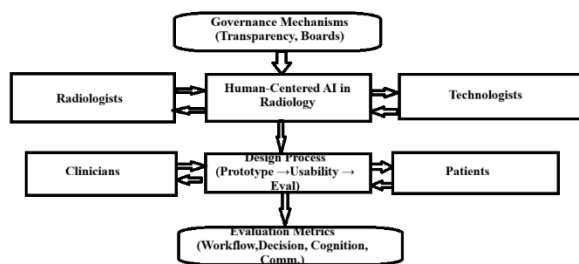 Governance Mechanisms
(Transparency, Boards)
Radiologists
Human-Centered AI in
Radiology
Technologists
Clinicians
Design Process
(Prototype →Usability →
Eval)
Patients
Evaluation Metrics
(Workflow,Decision, Cognition,
Comm.)